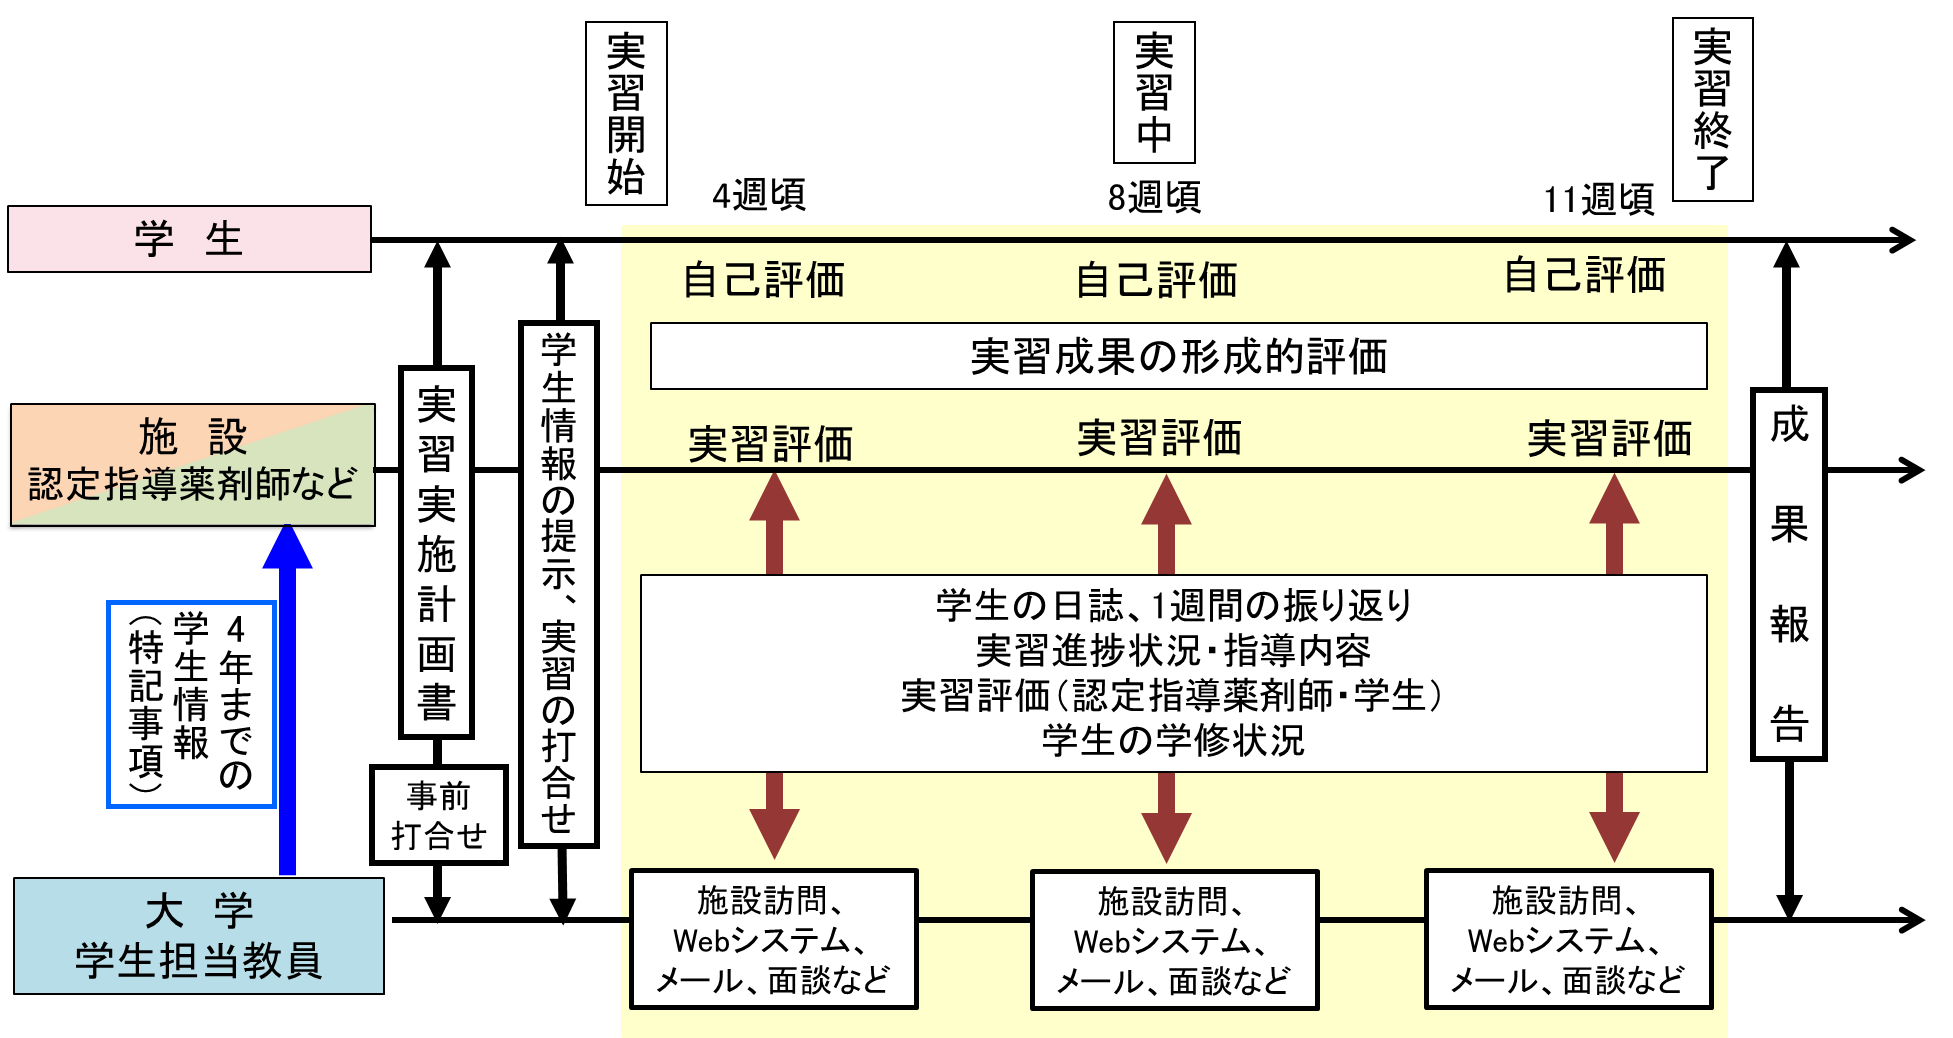 実習開始
実習中
実習終了
4週頃
8週頃
11週頃
学　生
自己評価
自己評価
自己評価
実習成果の形成的評価
施　設
認定指導薬剤師など
実習評価
実習評価
実習評価
実習実施計画書
学生情報の提示、実習の打合せ
成果報告
4年までの
学生情報
（特記事項）
学生の日誌、1週間の振り返り
実習進捗状況・指導内容
実習評価（認定指導薬剤師・学生）
学生の学修状況
事前
打合せ
大　学
学生担当教員
施設訪問、
Webシステム、
メール、面談など
施設訪問、
Webシステム、
メール、面談など
施設訪問、
Webシステム、
メール、面談など